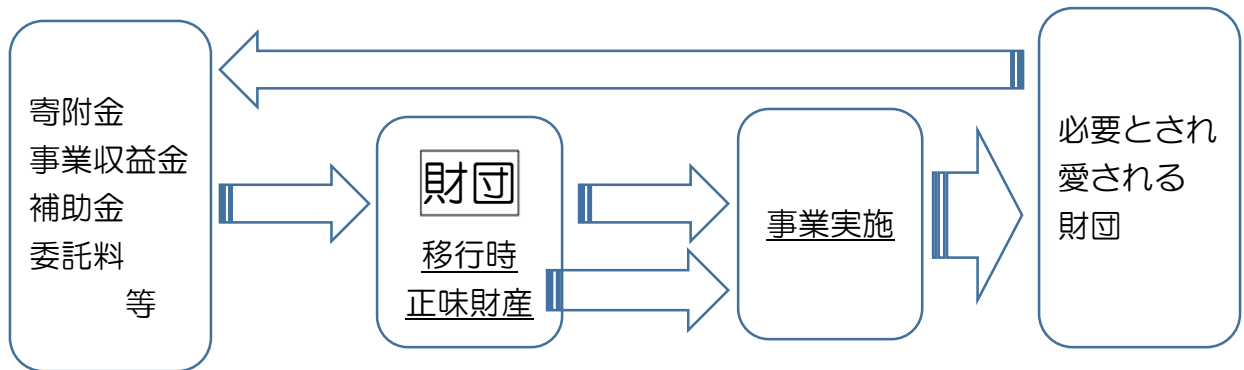 寄附金
事業収益金
補助金
委託料
等
財団
移行時
正味財産
事業実施
必要とされ
愛される
財団